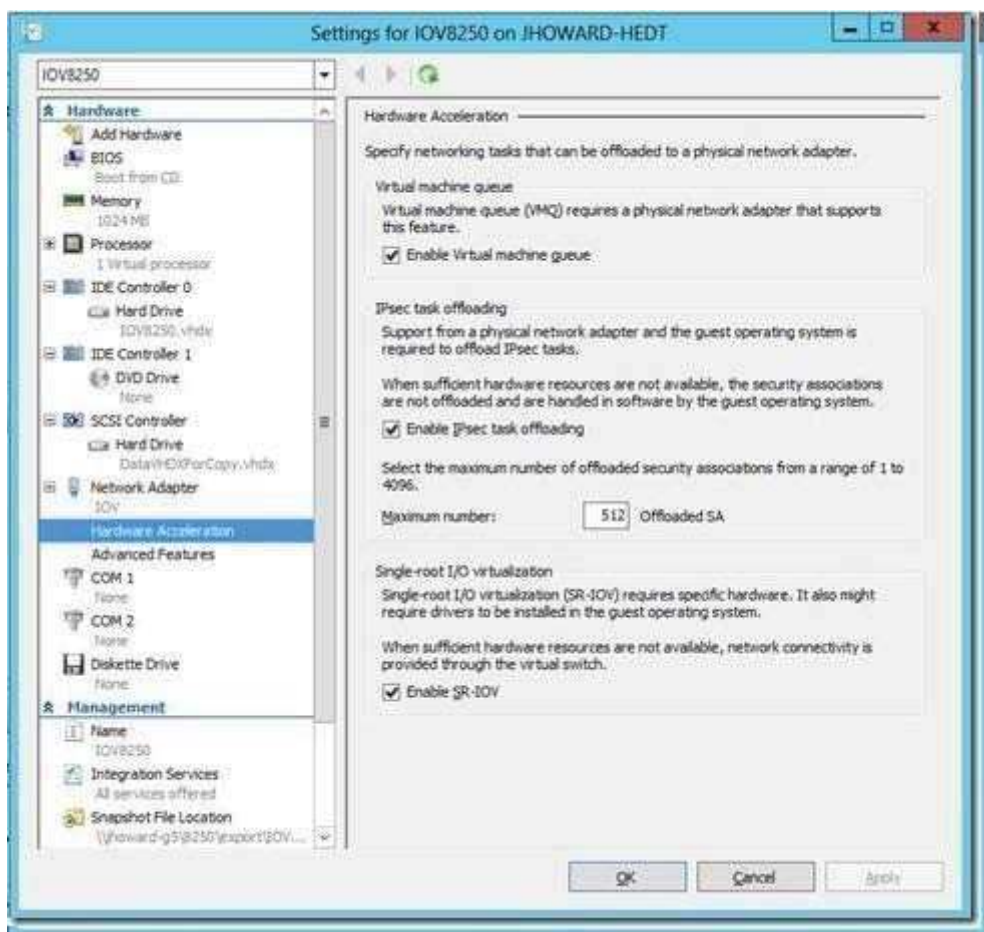 Settings for IOV8250 on JHOWARD-HEDT
IOV8250
Hardware
Add Hardware
BIOS
Boot from CD
Memory
1024 MB
Processor
1 Virtual processor
IDE Controller 0
Hard Drive
IOV8250.vhdx
IDE Controller 1
DVD Drive
None
SCSI Controller
Hard Drive
DataVHDXForCopy.vhdx
Network Adapter
IOV
Hardware Acceleration
Advanced Features
COM 1
None
COM 2
None
Diskette Drive
None
Management
Name
IOV8250
Integration Services
All services offered
Snapshot File Location
\\jhoward-g5\8250\export\IOV...
Hardware Acceleration
Specify networking tasks that can be offloaded to a physical network adapter.
Virtual machine queue
Virtual machine queue (VMQ) requires a physical network adapter that supports
this feature.
Enable Virtual machine queue
IPsec task offloading
Support from a physical network adapter and the guest operating system is
required to offload IPsec tasks.
When sufficient hardware resources are not available, the security associations
are not offloaded and are handled in software by the guest operating system.
Enable IPsec task offloading
Select the maximum number of offloaded security associations from a range of 1 to
4096.
Maximum number: 512 Offloaded SA
Single-root I/O virtualization
Single-root I/O virtualization (SR-IOV) requires specific hardware. It also might
require drivers to be installed in the guest operating system.
When sufficient hardware resources are not available, network connectivity is
provided through the virtual switch.
Enable SR-IOV
OK Cancel Apply